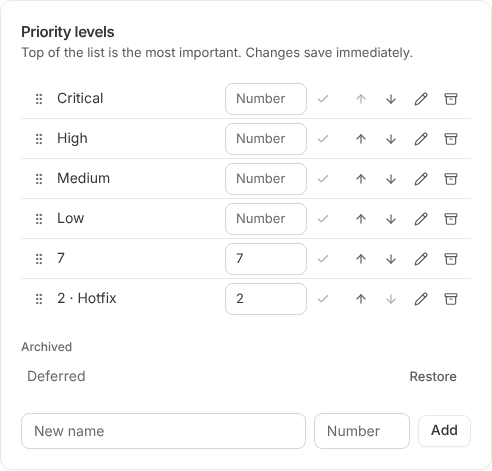 Priority levels
Top of the list is the most important. Changes save immediately.
Critical Number
High Number
Medium Number
Low Number
7 7
2 · Hotfix 2
Archived
Deferred Restore
New name Number Add